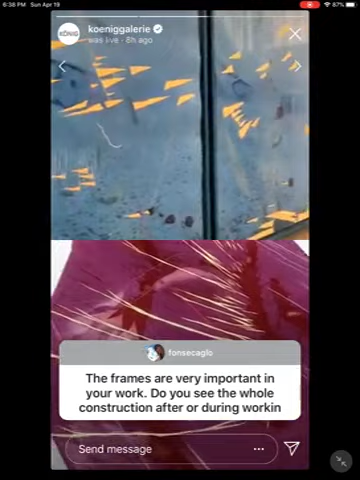 6:38 PM Sun Apr 19
87%
KÖNIG
koeniggalerie
was live · 8h ago
fonsecaglo
The frames are very important in
your work. Do you see the whole
construction after or during workin
Send message